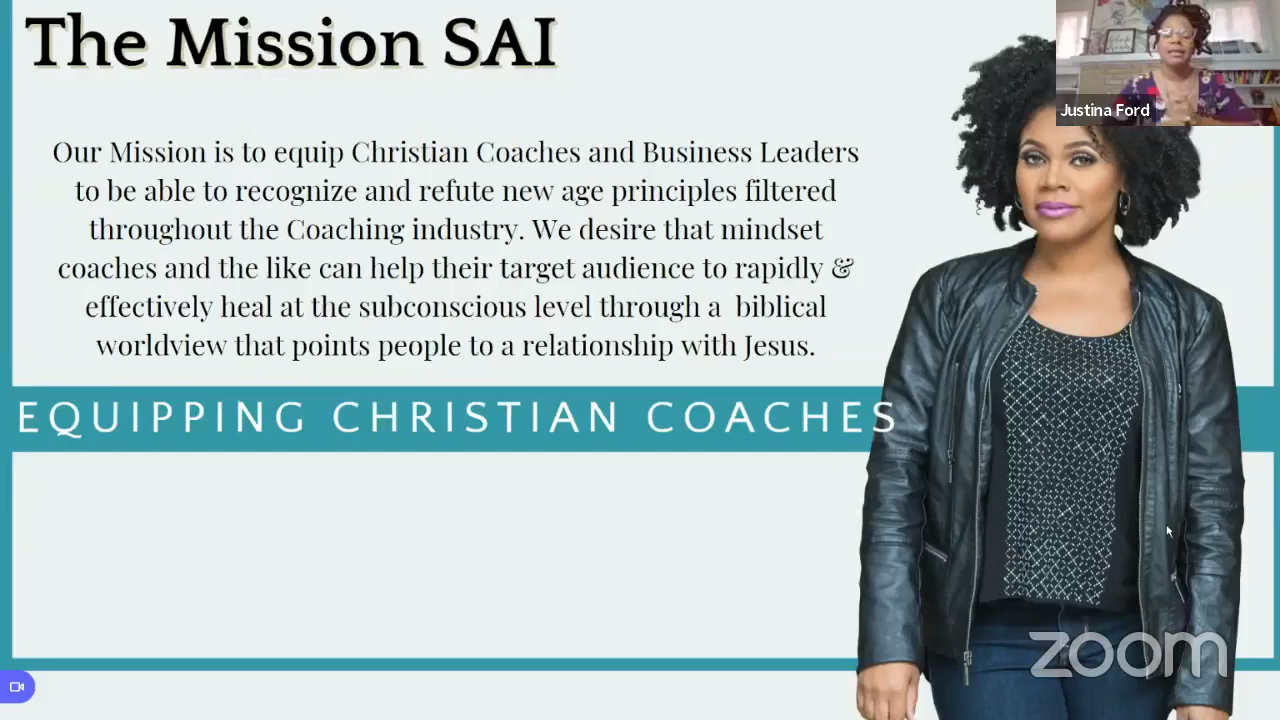 The Mission SAI
Justina Ford
Our Mission is to equip Christian Coaches and Business Leaders
to be able to recognize and refute new age principles filtered
throughout the Coaching industry. We desire that mindset
coaches and the like can help their target audience to rapidly &
effectively heal at the subconscious level through a biblical
worldview that points people to a relationship with Jesus.
EQUIPPING CHRISTIAN COACHES
zoom